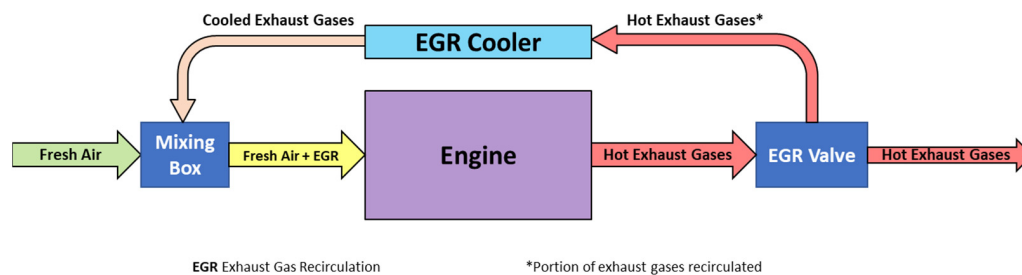 Cooled Exhaust Gases
Hot Exhaust Gases*
EGR Cooler
Fresh Air
Mixing
Box
Fresh Air + EGR
Engine
Hot Exhaust Gases
EGR Valve
Hot Exhaust Gases
EGR Exhaust Gas Recirculation
*Portion of exhaust gases recirculated